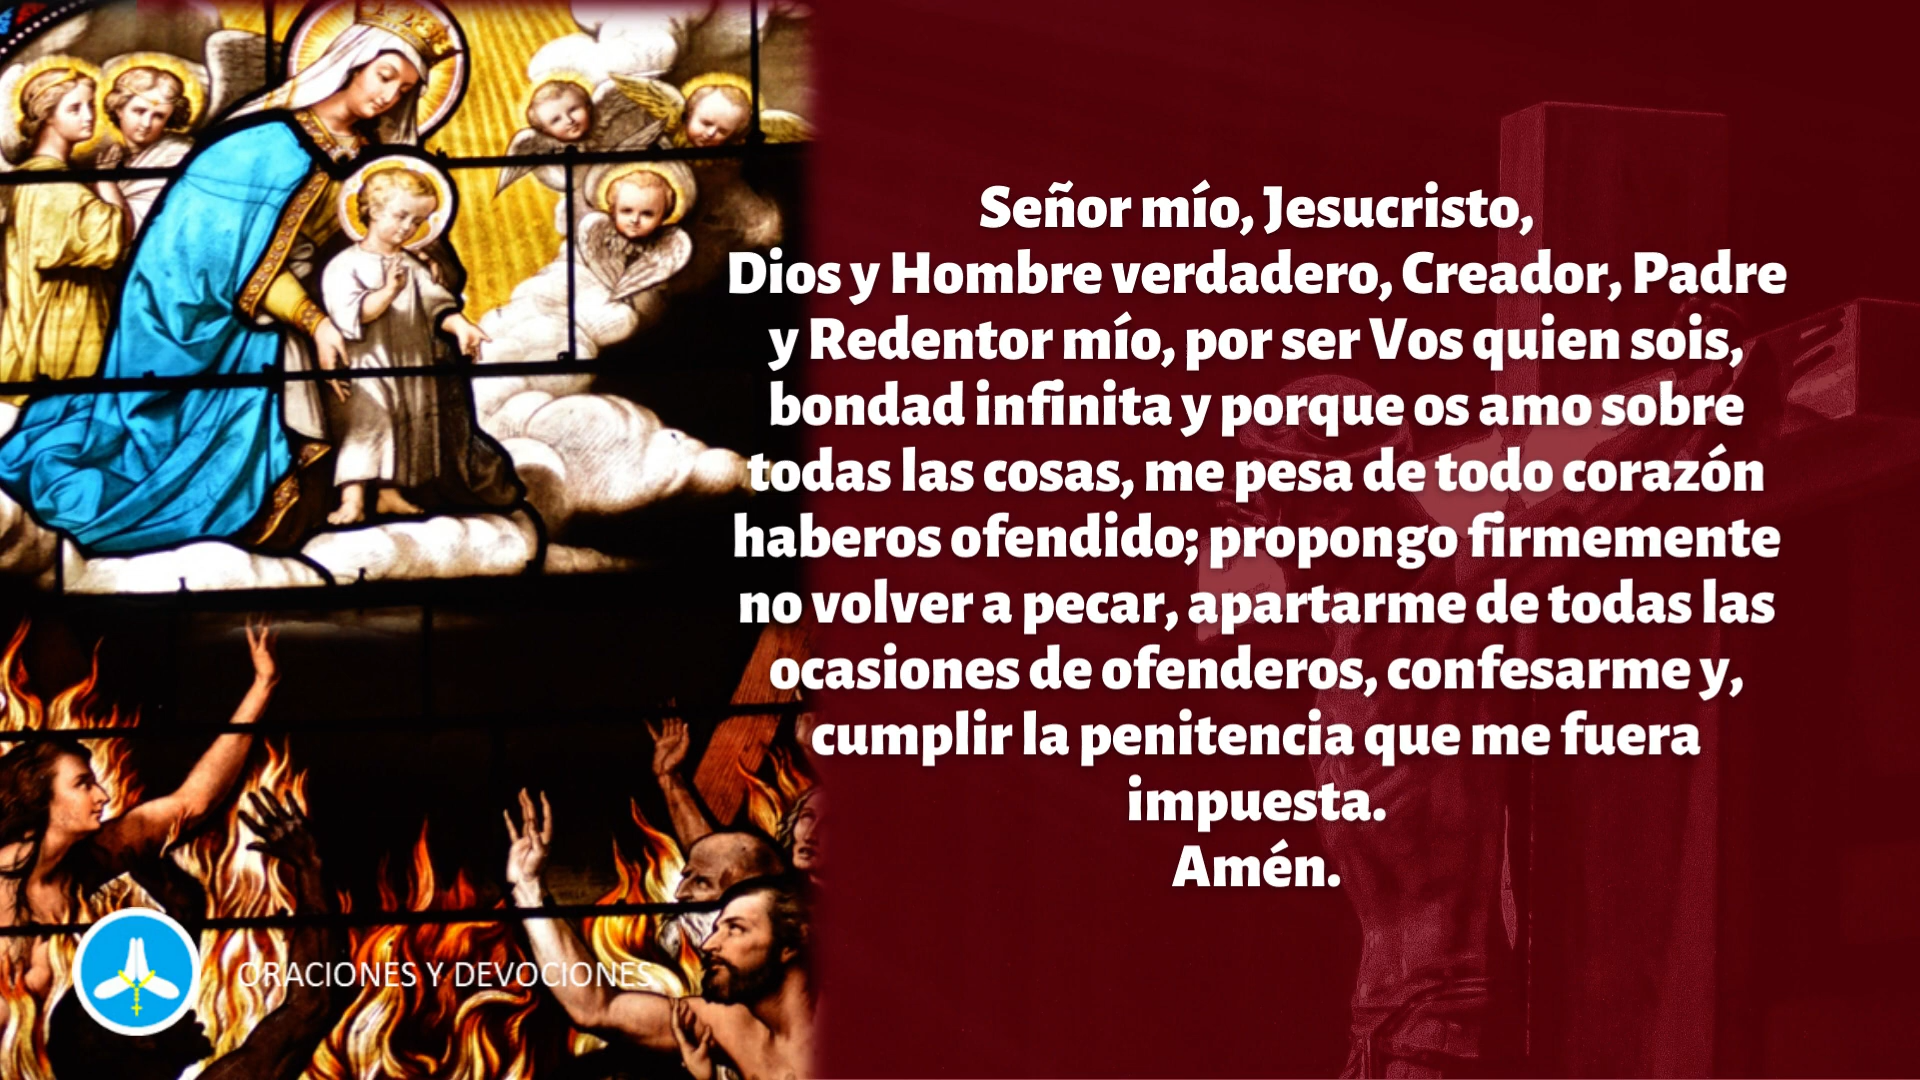 Señor mío, Jesucristo,
Dios y Hombre verdadero, Creador, Padre
y Redentor mío, por ser Vos quien sois,
bondad infinita y porque os amo sobre
todas las cosas, me pesa de todo corazón
haberos ofendido; propongo firmemente
no volver a pecar, apartarme de todas las
ocasiones de ofenderos, confesarme y,
cumplir la penitencia que me fuera
impuesta.
Amén.
ORACIONES Y DEVOCIONES